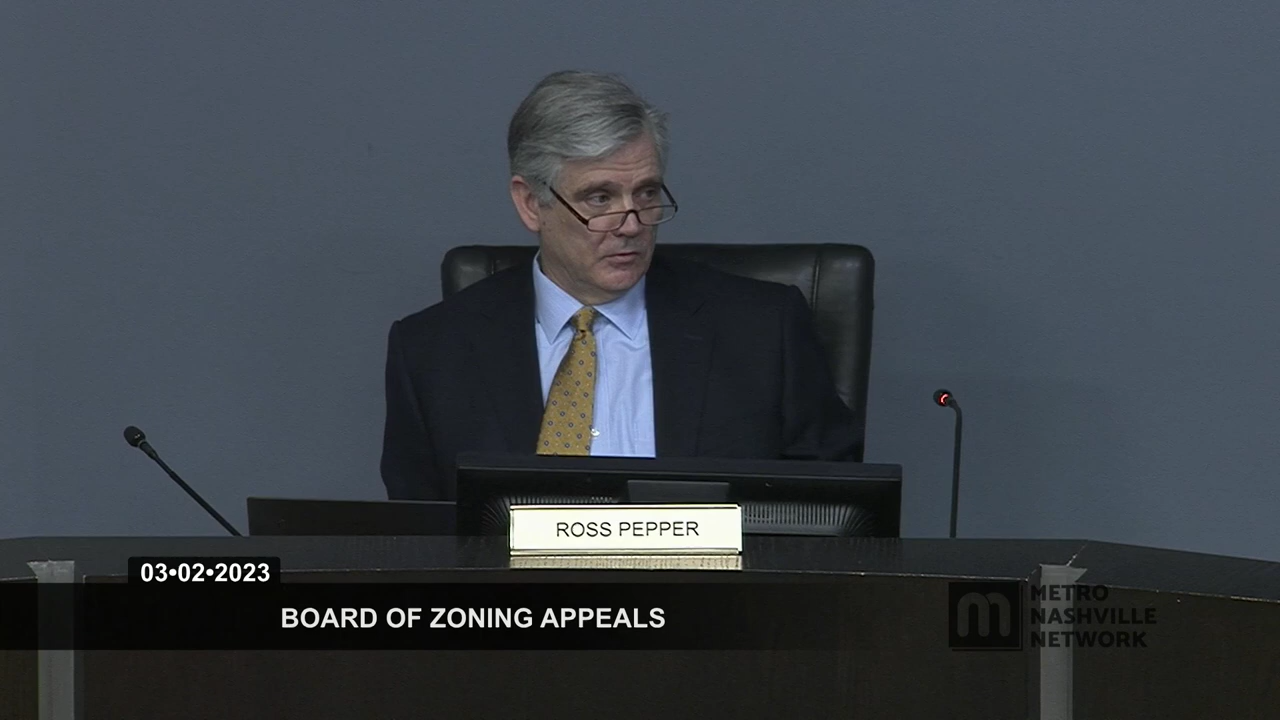 ROSS PEPPER
03•02•2023
BOARD OF ZONING APPEALS
m
METRO
NASHVILLE
NETWORK